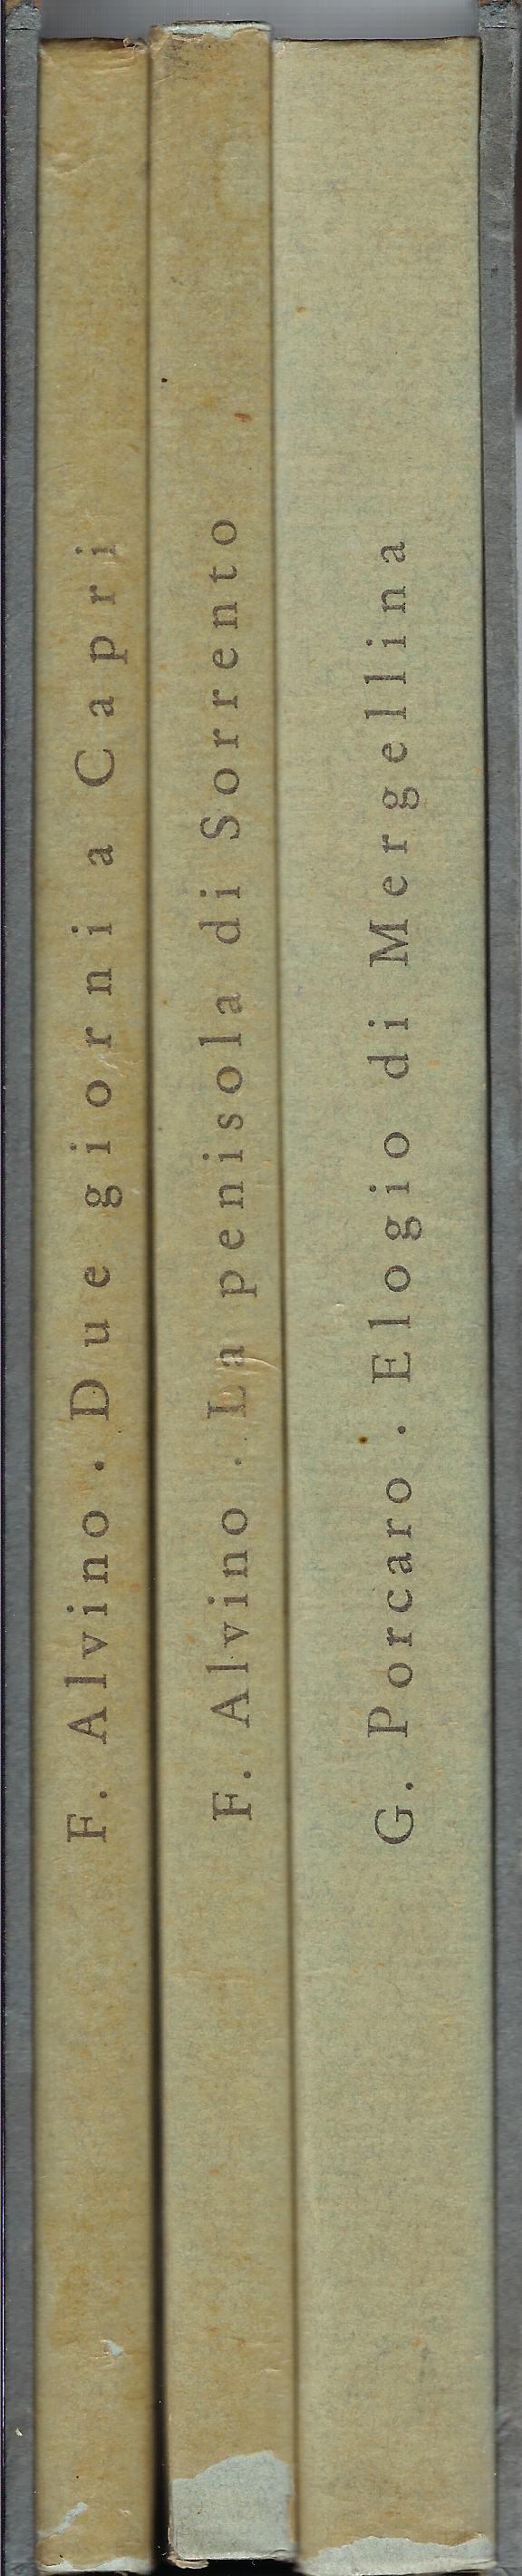 F. Alvino . Due giorni a Capri
F. Alvino . La penisola di Sorrento
G. Porcaro . Elogio di Mergellina